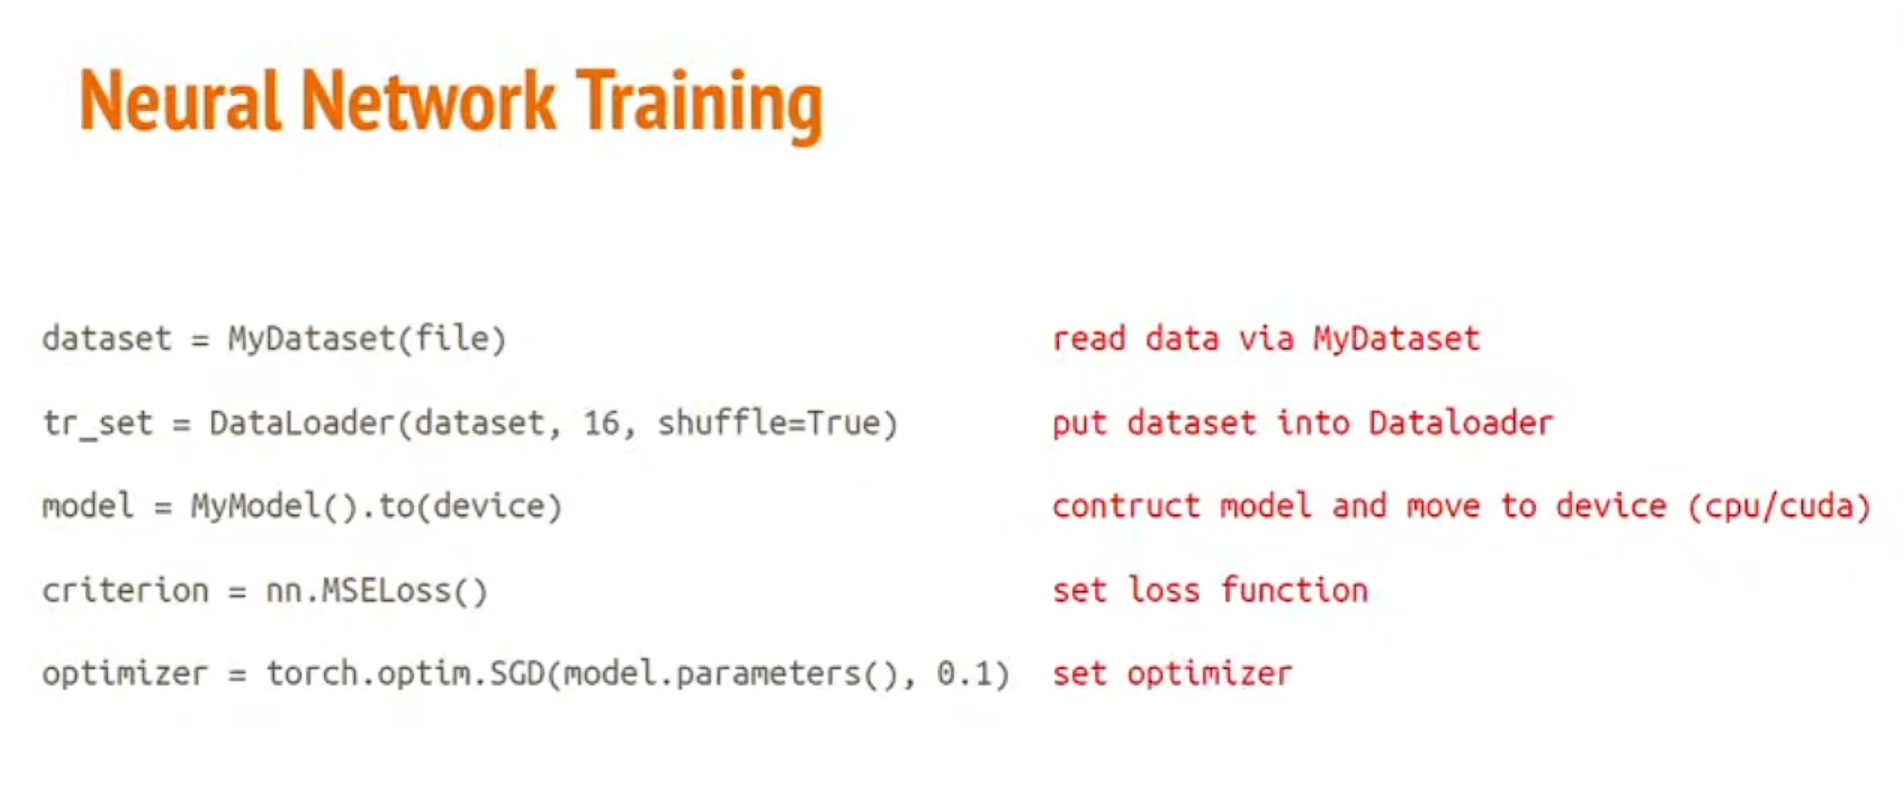 Neural Network Training
dataset = MyDataset(file) read data via MyDataset
tr_set = DataLoader(dataset, 16, shuffle=True) put dataset into Dataloader
model = MyModel().to(device) contruct model and move to device (cpu/cuda)
criterion = nn.MSELoss() set loss function
optimizer = torch.optim.SGD(model.parameters(), 0.1) set optimizer